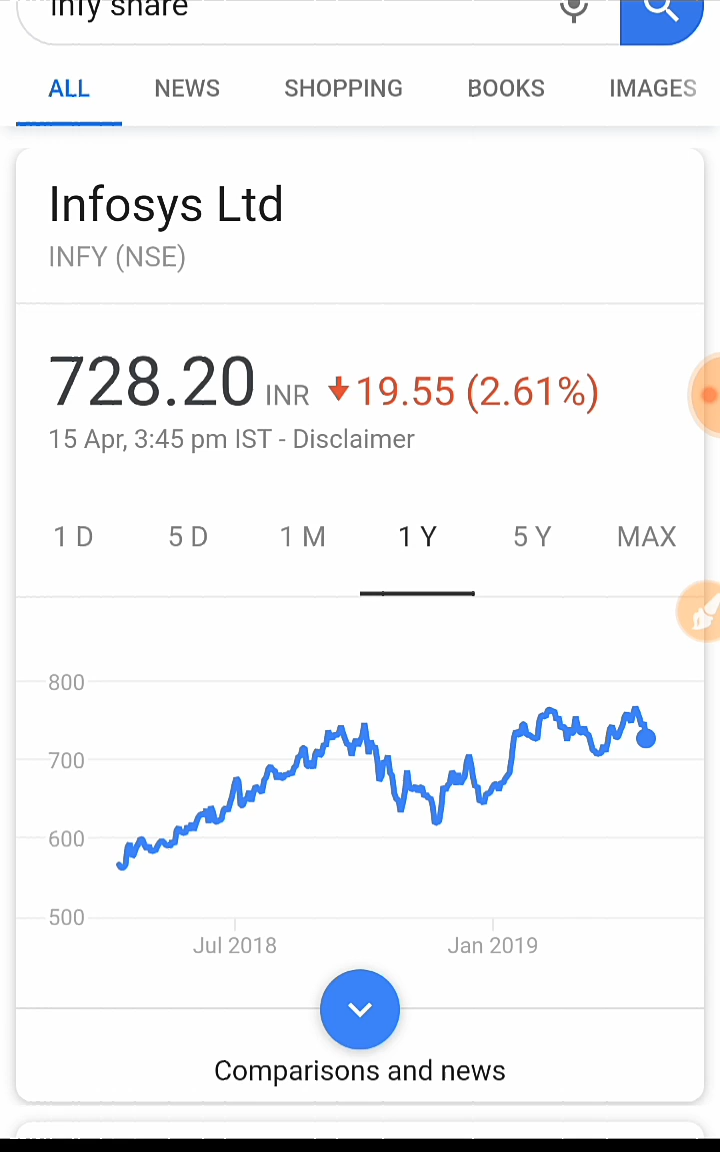 infy share
ALL NEWS SHOPPING BOOKS IMAGES
Infosys Ltd
INFY (NSE)
728.20 INR 19.55 (2.61%)
15 Apr, 3:45 pm IST - Disclaimer
1 D 5 D 1 M 1 Y 5 Y MAX
800
700
600
500
Jul 2018 Jan 2019
Comparisons and news